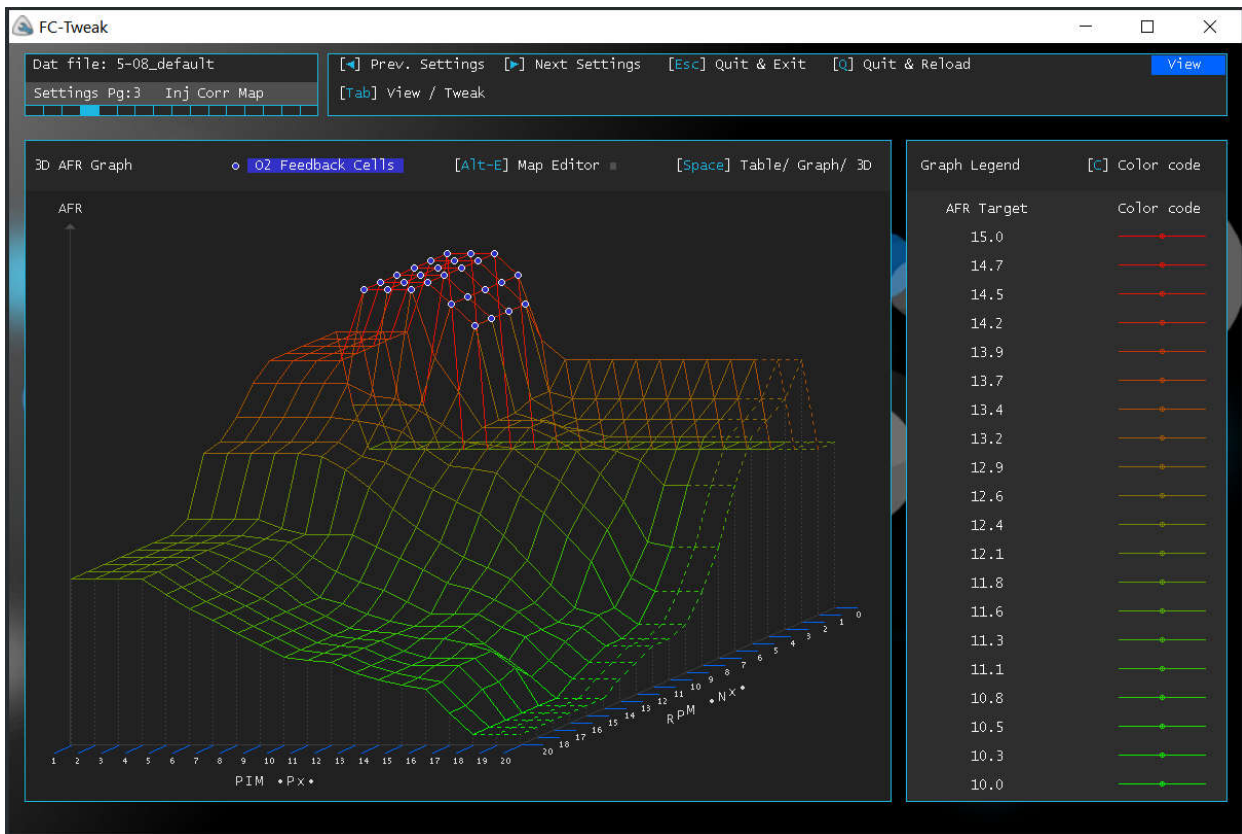 FC-Tweak
Dat file: 5-08_default
Settings Pg:3 Inj Corr Map
[◄] Prev. Settings [►] Next Settings [Esc] Quit & Exit [Q] Quit & Reload View
[Tab] View / Tweak
3D AFR Graph O2 Feedback Cells [Alt-E] Map Editor [Space] Table/ Graph/ 3D
AFR
1 2 3 4 5 6 7 8 9 10 11 12 13 14 15 16 17 18 19 20
PIM •Px•
20 18 17 16 15 14 13 12 11 10 9 8 7 6 5 4 3 2 1 0
RPM •Nx•
Graph Legend [C] Color code
AFR Target Color code
15.0
14.7
14.5
14.2
13.9
13.7
13.4
13.2
12.9
12.6
12.4
12.1
11.8
11.6
11.3
11.1
10.8
10.5
10.3
10.0